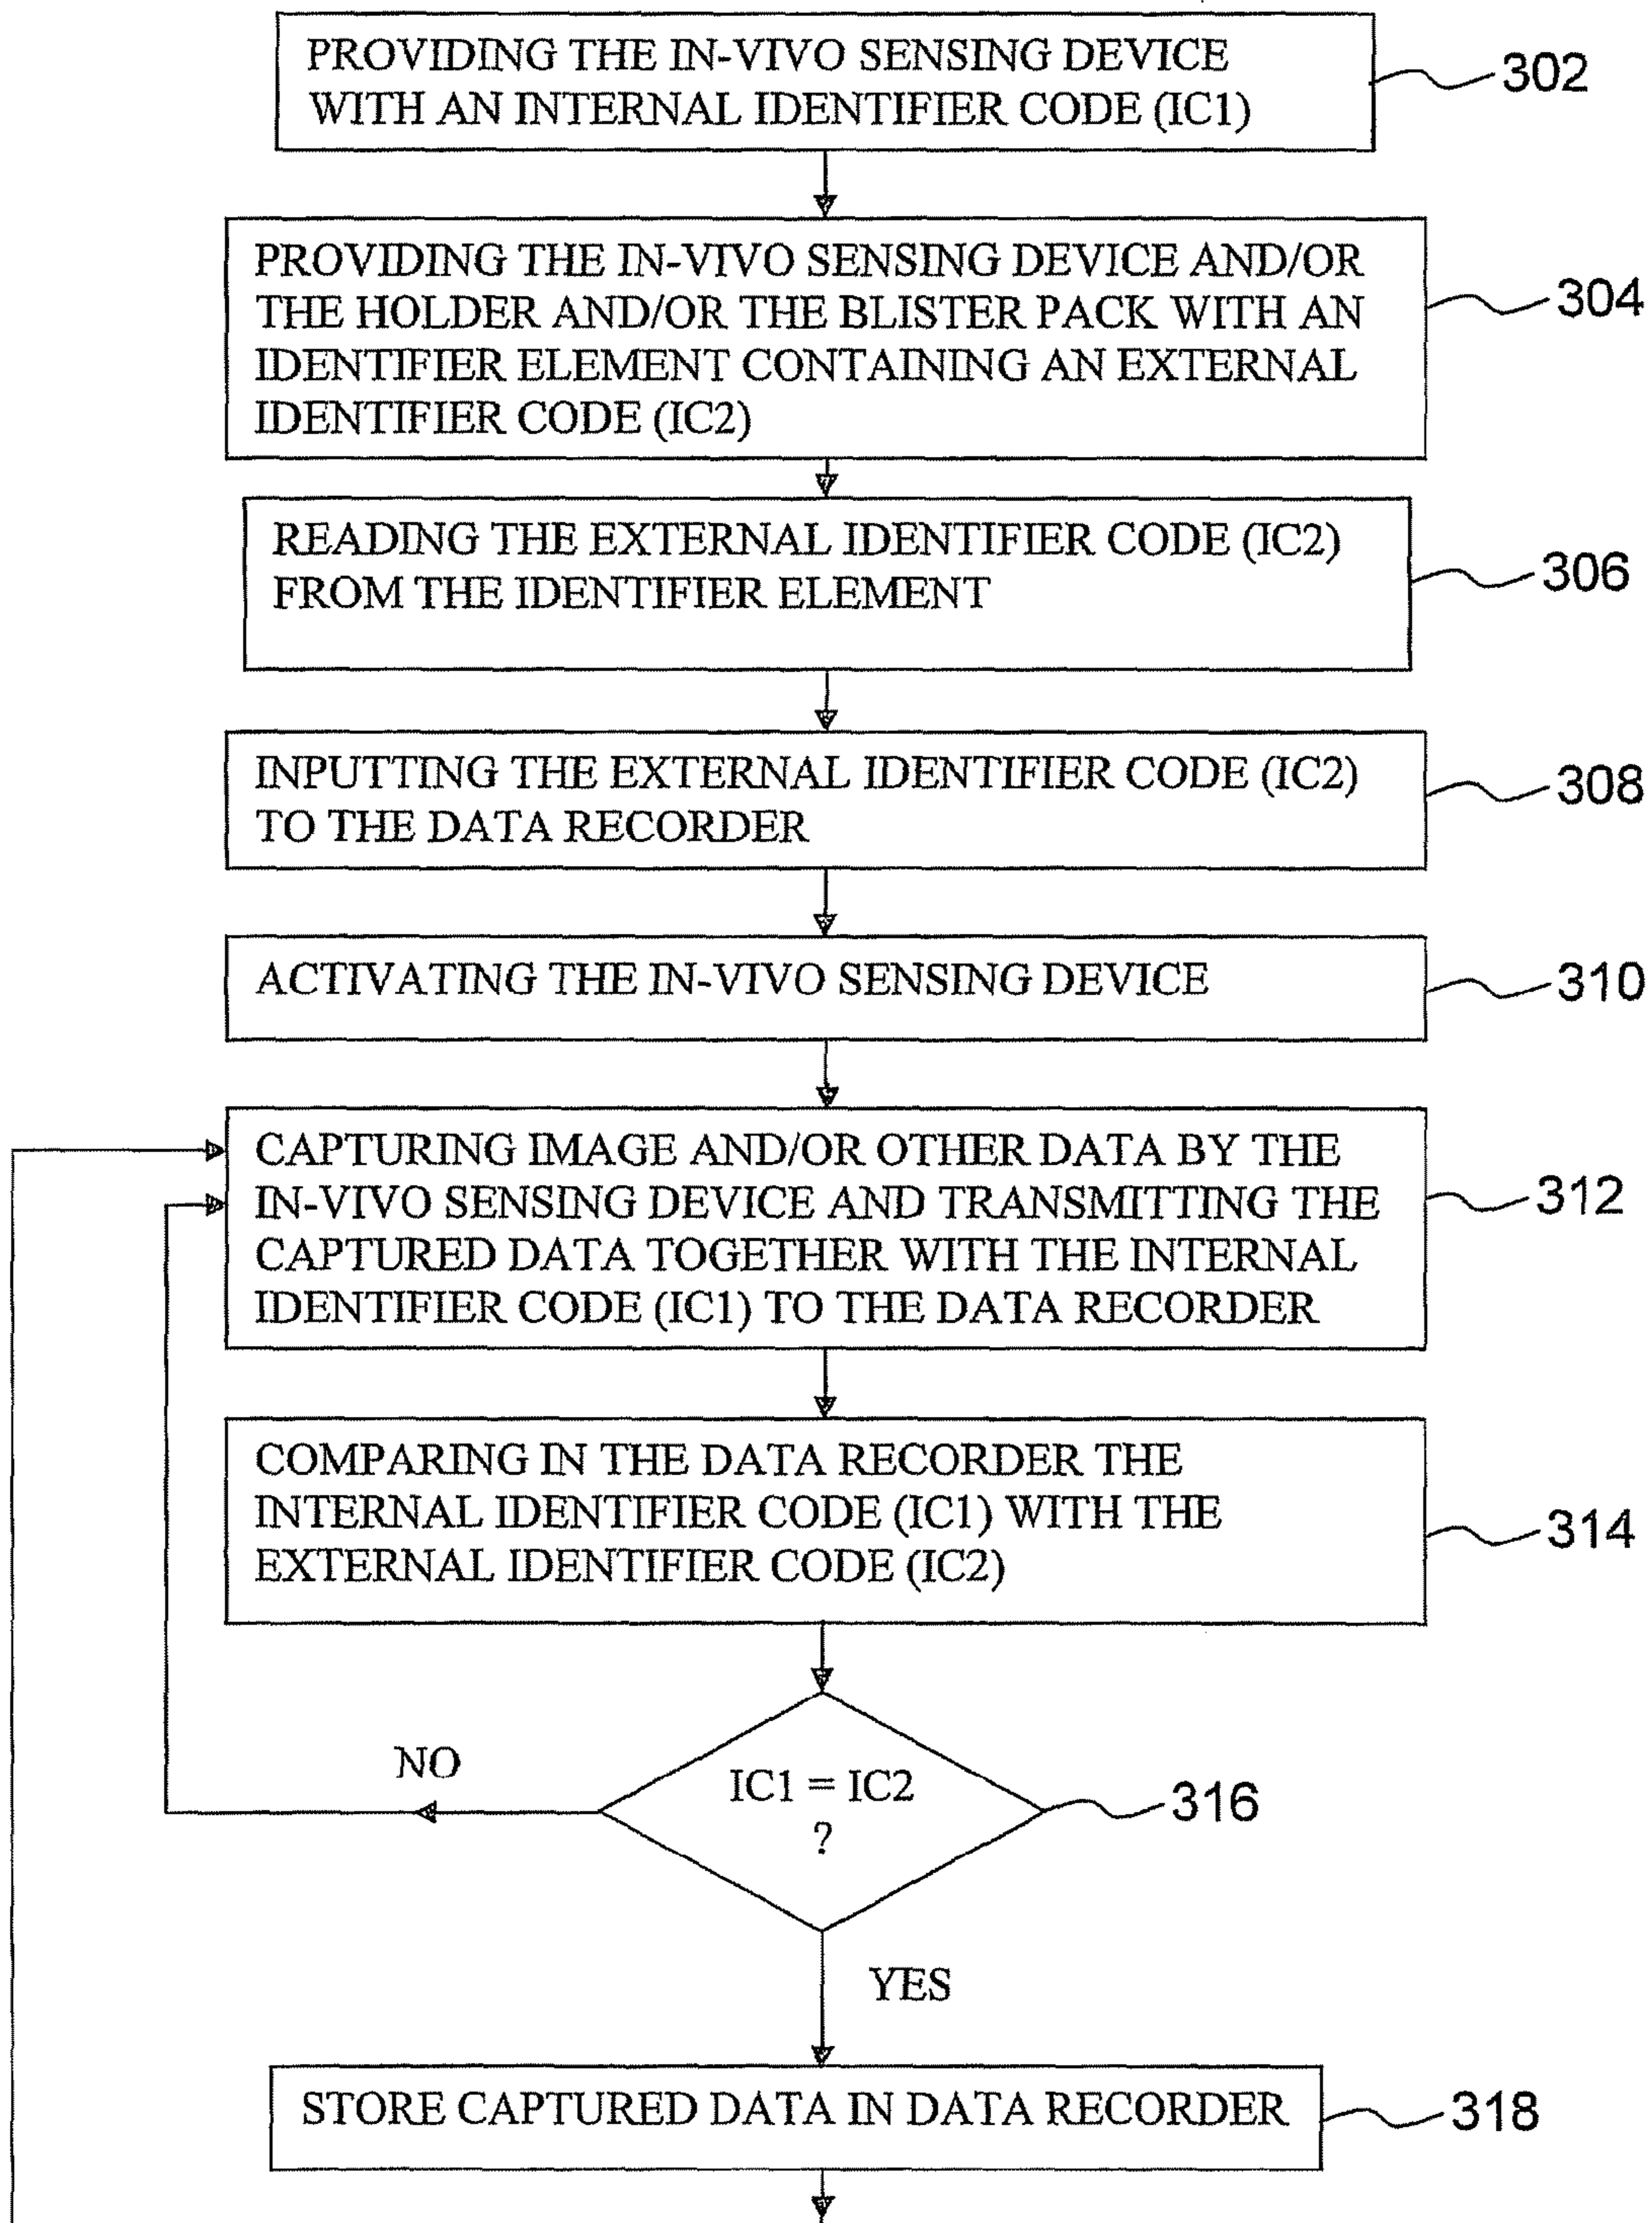 PROVIDING THE IN-VIVO SENSING DEVICE
WITH AN INTERNAL IDENTIFIER CODE (IC1)
302
PROVIDING THE IN-VIVO SENSING DEVICE AND/OR
THE HOLDER AND/OR THE BLISTER PACK WITH AN
IDENTIFIER ELEMENT CONTAINING AN EXTERNAL
IDENTIFIER CODE (IC2)
304
READING THE EXTERNAL IDENTIFIER CODE (IC2)
FROM THE IDENTIFIER ELEMENT
306
INPUTTING THE EXTERNAL IDENTIFIER CODE (IC2)
TO THE DATA RECORDER
308
ACTIVATING THE IN-VIVO SENSING DEVICE
310
CAPTURING IMAGE AND/OR OTHER DATA BY THE
IN-VIVO SENSING DEVICE AND TRANSMITTING THE
CAPTURED DATA TOGETHER WITH THE INTERNAL
IDENTIFIER CODE (IC1) TO THE DATA RECORDER
312
COMPARING IN THE DATA RECORDER THE
INTERNAL IDENTIFIER CODE (IC1) WITH THE
EXTERNAL IDENTIFIER CODE (IC2)
314
NO
IC1 = IC2
?
316
YES
STORE CAPTURED DATA IN DATA RECORDER
318